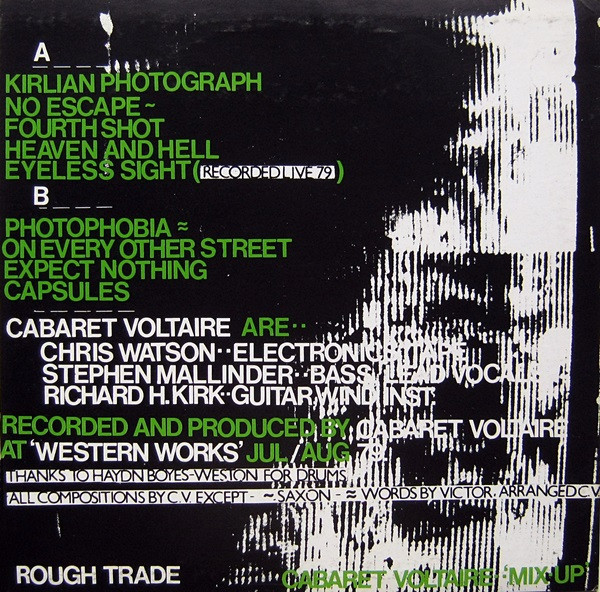 A
KIRLIAN PHOTOGRAPH
NO ESCAPE ~
FOURTH SHOT
HEAVEN AND HELL
EYELESS SIGHT (RECORDED LIVE 79)
B
PHOTOPHOBIA ≈
ON EVERY OTHER STREET
EXPECT NOTHING
CAPSULES
CABARET VOLTAIRE ARE··
CHRIS WATSON··ELECTRONICS, TAPE
STEPHEN MALLINDER··BASS, LEAD VOCALS
RICHARD H. KIRK··GUITAR, WIND INST.
RECORDED AND PRODUCED BY CABARET VOLTAIRE
AT 'WESTERN WORKS' JUL/AUG 79.
THANKS TO HAYDN BOYES-WESTON FOR DRUMS
ALL COMPOSITIONS BY C.V. EXCEPT - ~ SAXON - ≈ WORDS BY VICTOR. ARRANGED C.V.
ROUGH TRADE
CABARET VOLTAIRE-'MIX UP'